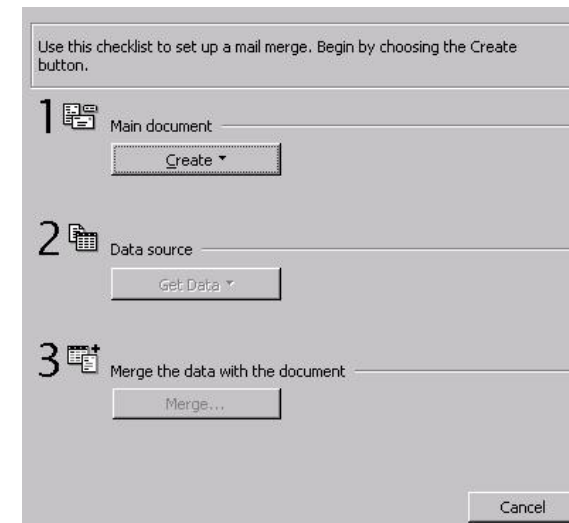 Use this checklist to set up a mail merge. Begin by choosing the Create
button.
1
Main document
Create
2
Data source
Get Data
3
Merge the data with the document
Merge...
Cancel